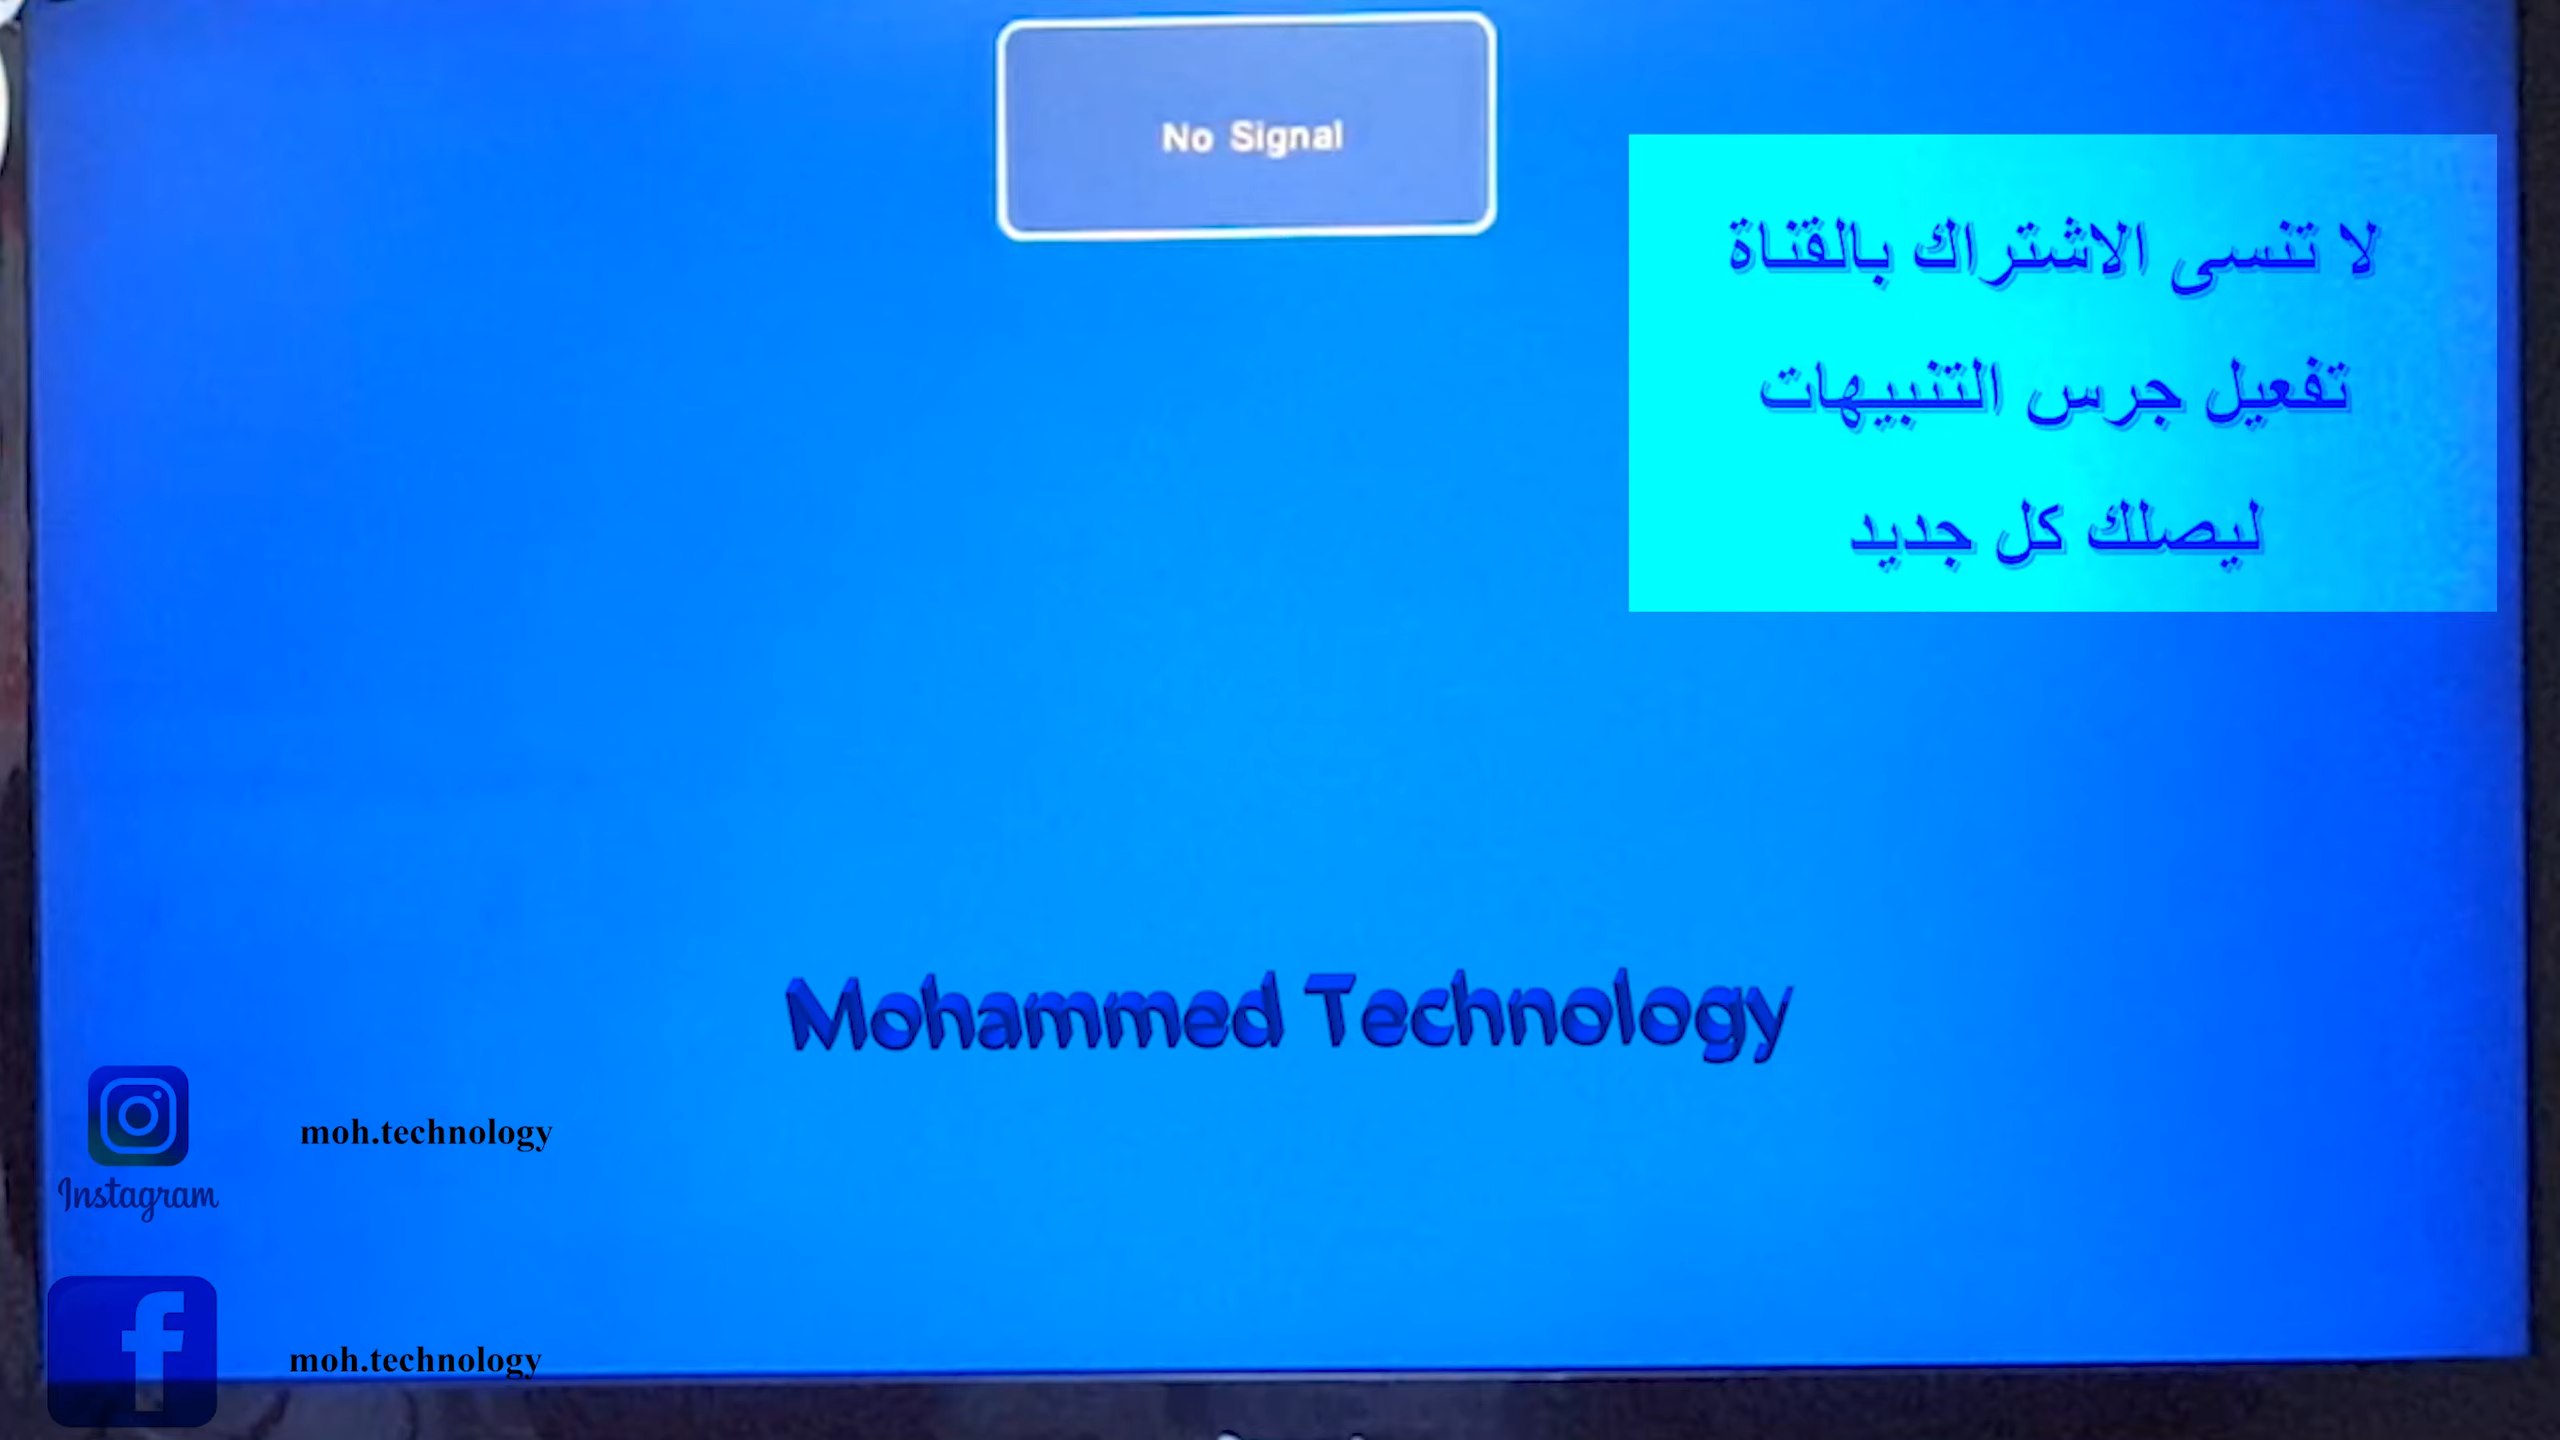 No Signal
لا تنسى الاشتراك بالقناة
تفعيل جرس التنبيهات
ليصلك كل جديد
Mohammed Technology
moh.technology
Instagram
f
moh.technology